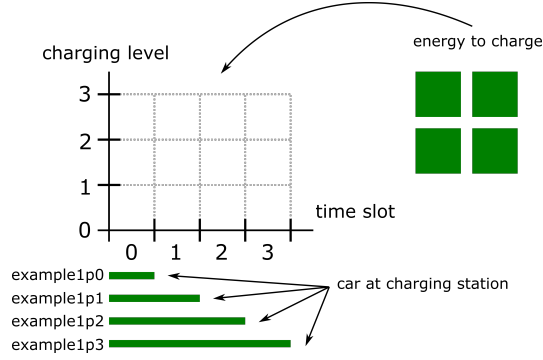 energy to charge
charging level
3
2
1
0
time slot
0 1 2 3
example1p0
car at charging station
example1p1
example1p2
example1p3